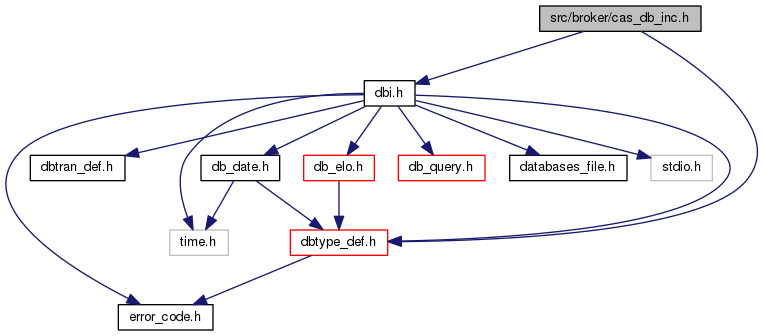 src/broker/cas_db_inc.h
dbi.h
dbtran_def.h
db_date.h
db_elo.h
db_query.h
databases_file.h
stdio.h
time.h
dbtype_def.h
error_code.h